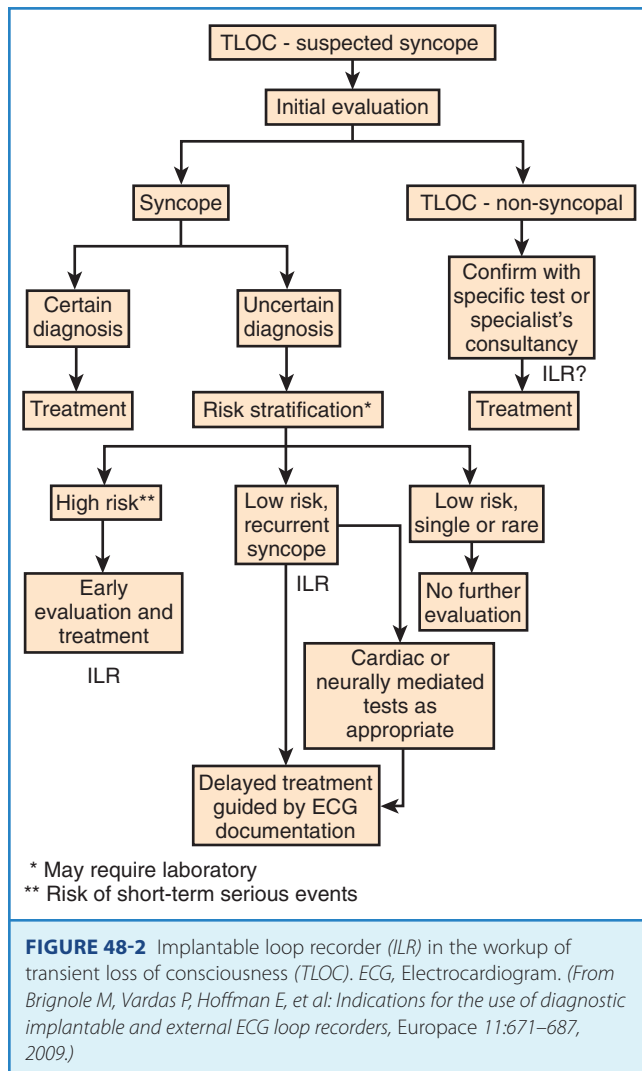 TLOC - suspected syncope
Initial evaluation
Syncope
TLOC - non-syncopal
Certain
diagnosis
Uncertain
diagnosis
Confirm with
specific test or
specialist's
consultancy
ILR?
Treatment
Risk stratification*
Treatment
High risk**
Low risk,
recurrent
syncope
Low risk,
single or rare
ILR
Early
evaluation and
treatment
No further
evaluation
ILR
Cardiac or
neurally mediated
tests as
appropriate
Delayed treatment
guided by ECG
documentation
* May require laboratory
** Risk of short-term serious events
FIGURE 48-2 Implantable loop recorder (ILR) in the workup of
transient loss of consciousness (TLOC). ECG, Electrocardiogram. (From
Brignole M, Vardas P, Hoffman E, et al: Indications for the use of diagnostic
implantable and external ECG loop recorders, Europace 11:671–687,
2009.)